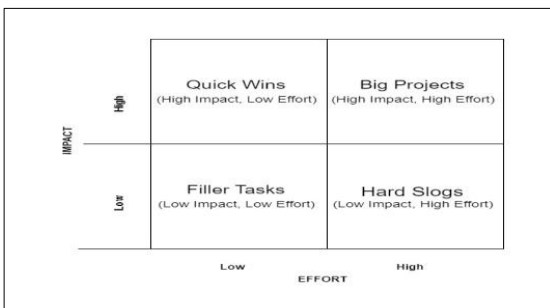 Quick Wins
(High Impact, Low Effort)
Big Projects
(High Impact, High Effort)
High
IMPACT
Filler Tasks
(Low Impact, Low Effort)
Hard Slogs
(Low Impact, High Effort)
Low
Low
High
EFFORT